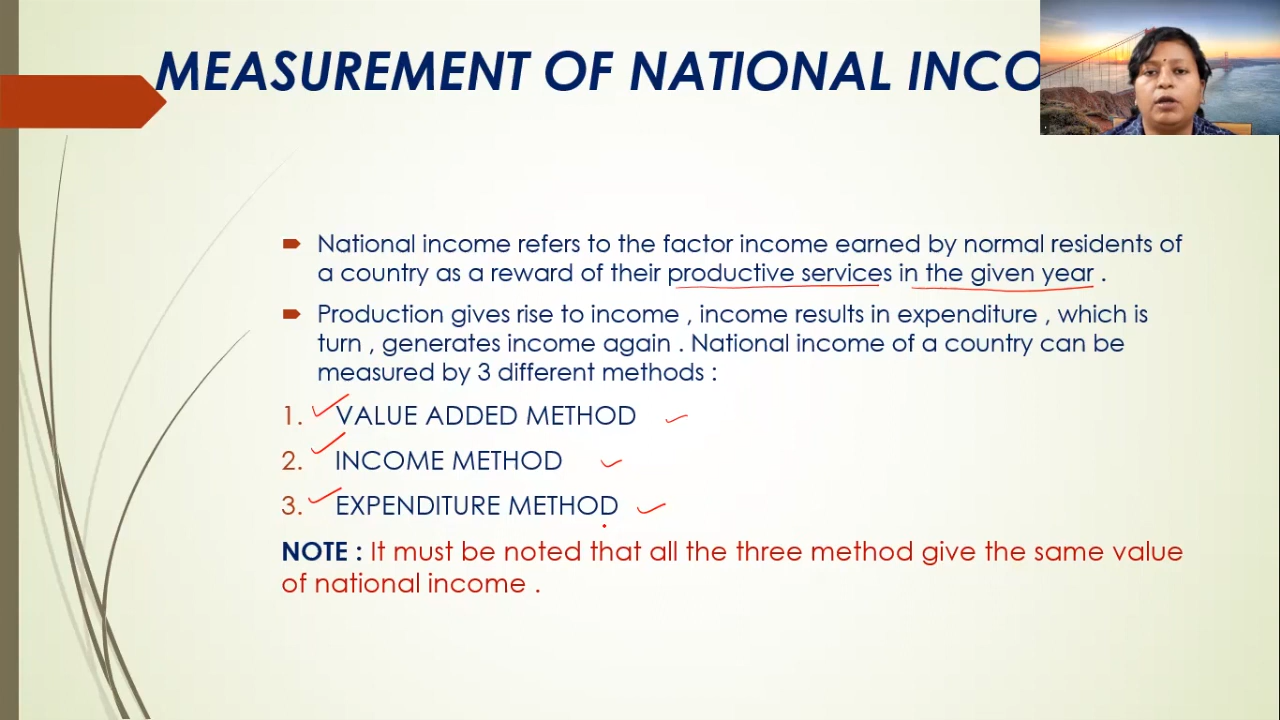 MEASUREMENT OF NATIONAL INCO
National income refers to the factor income earned by normal residents of
a country as a reward of their productive services in the given year .
Production gives rise to income , income results in expenditure , which is
turn , generates income again . National income of a country can be
measured by 3 different methods :
1. VALUE ADDED METHOD
2. INCOME METHOD
3. EXPENDITURE METHOD
NOTE : It must be noted that all the three method give the same value
of national income .